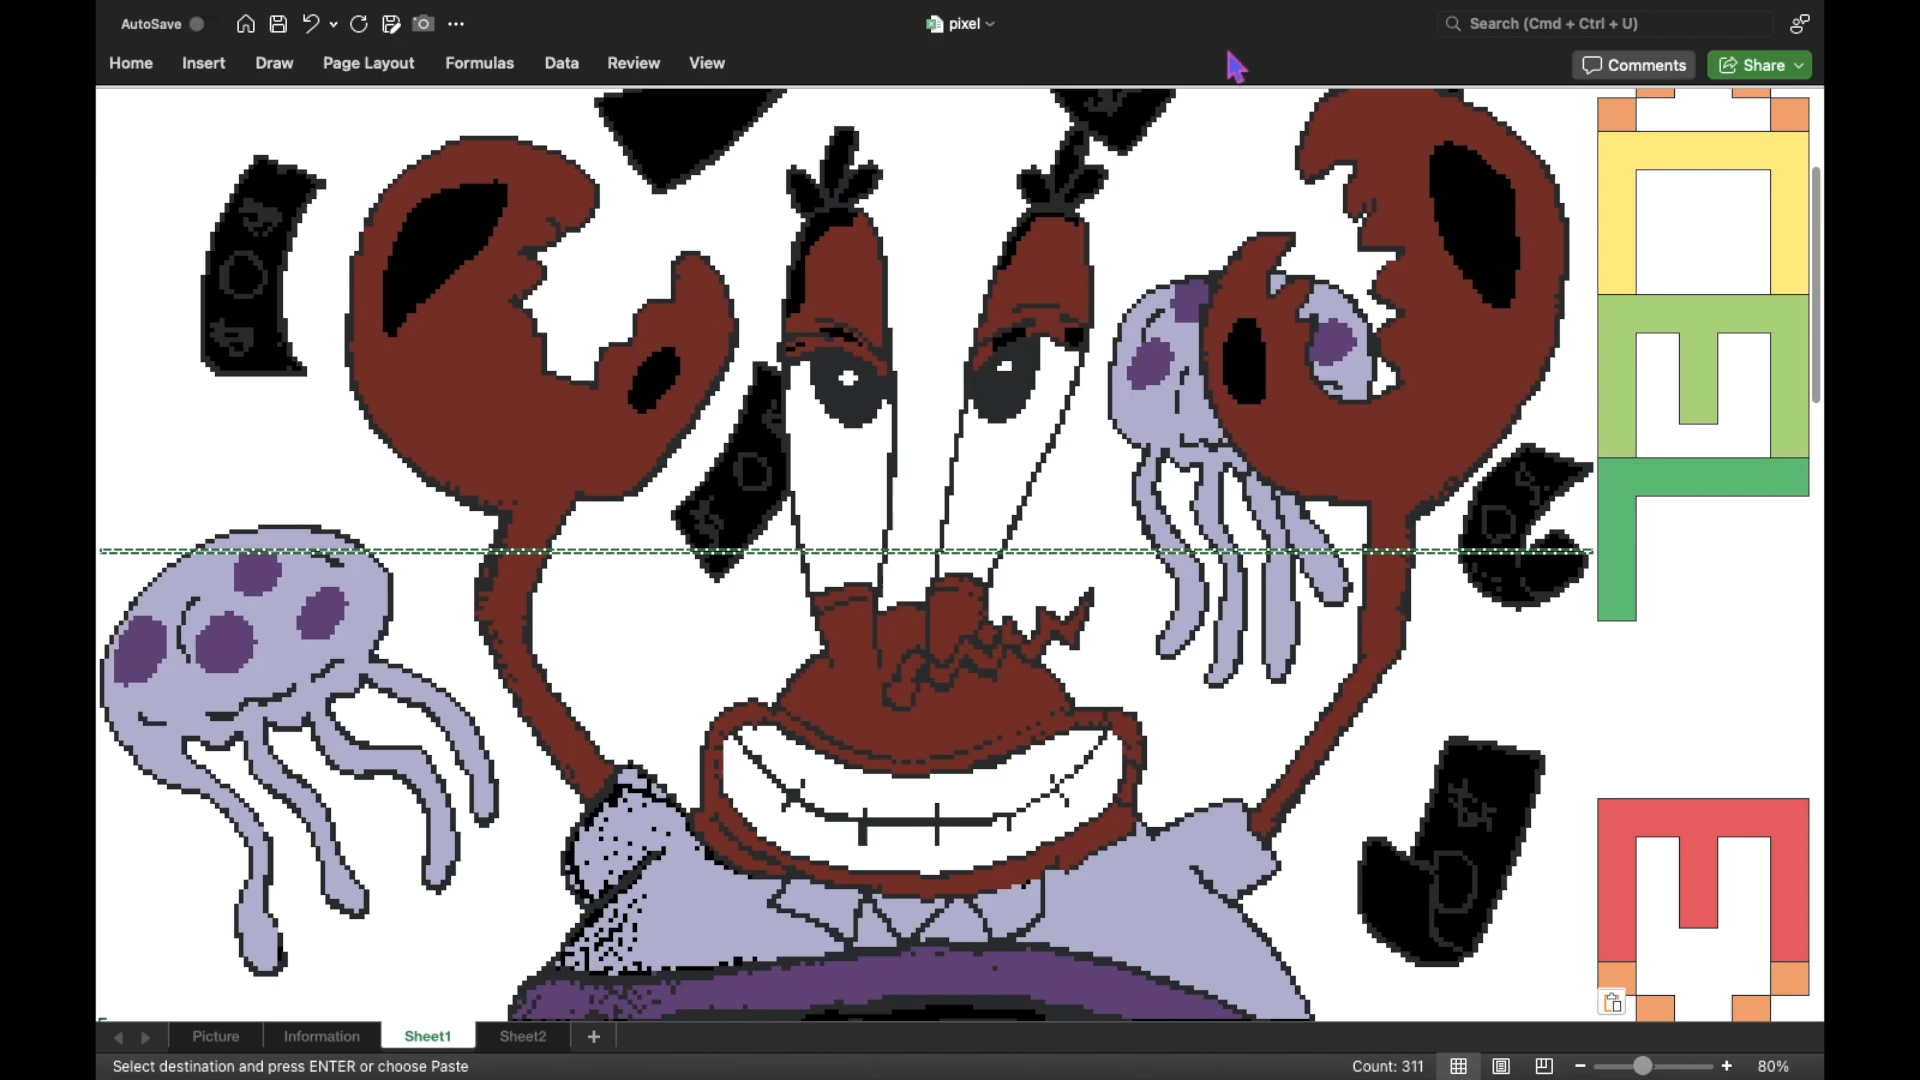 AutoSave
pixel
Search (Cmd + Ctrl + U)
Home Insert Draw Page Layout Formulas Data Review View
Comments Share
PIXEL
E
Picture Information Sheet1 Sheet2 +
Select destination and press ENTER or choose Paste
Count: 311
80%